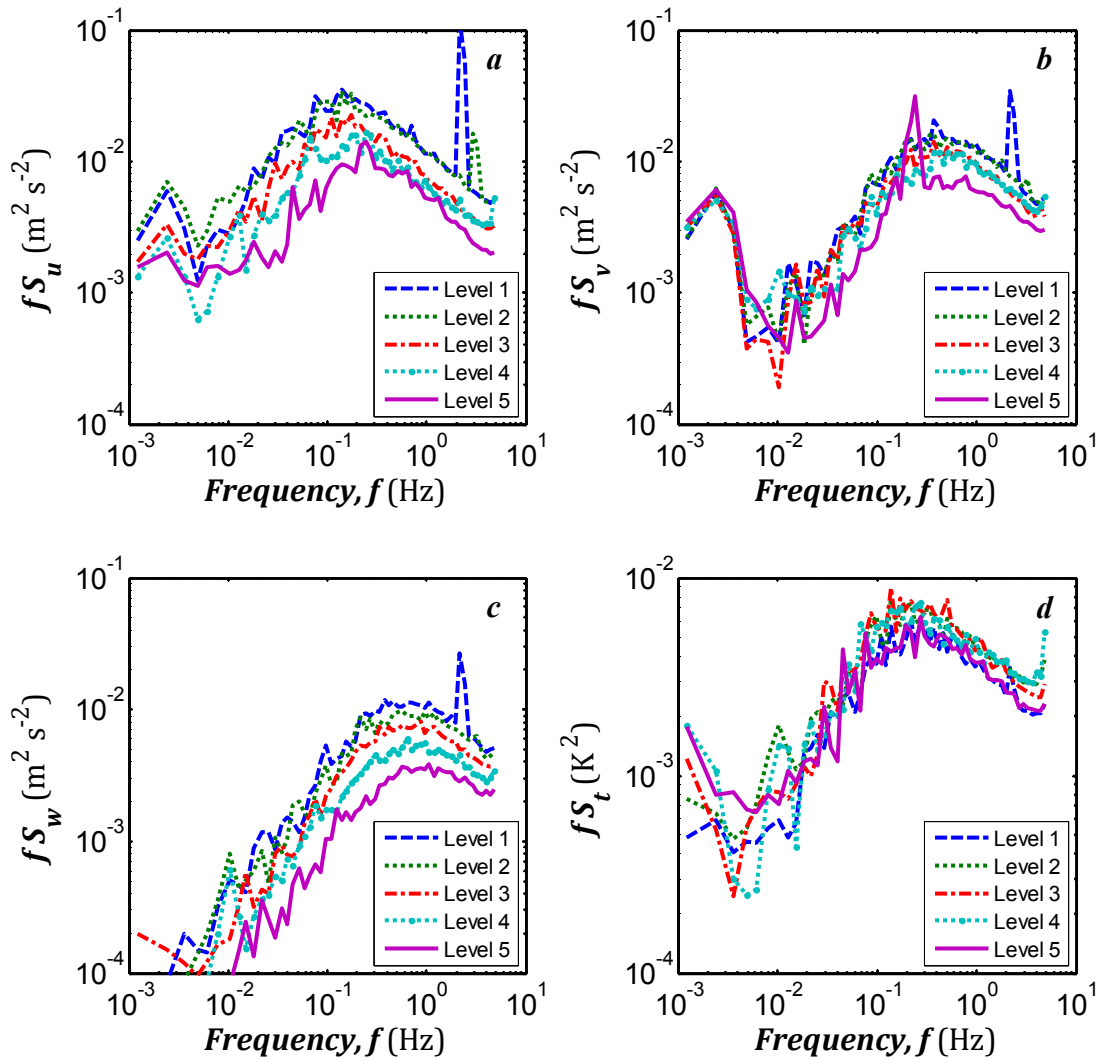 10^-1
10^-2
10^-3
10^-4
fS_u (m^2 s^-2)
a
Level 1
Level 2
Level 3
Level 4
Level 5
10^-3 10^-2 10^-1 10^0 10^1
Frequency, f (Hz)
10^-1
10^-2
10^-3
10^-4
fS_v (m^2 s^-2)
b
Level 1
Level 2
Level 3
Level 4
Level 5
10^-3 10^-2 10^-1 10^0 10^1
Frequency, f (Hz)
10^-1
10^-2
10^-3
10^-4
fS_w (m^2 s^-2)
c
Level 1
Level 2
Level 3
Level 4
Level 5
10^-3 10^-2 10^-1 10^0 10^1
Frequency, f (Hz)
10^-2
10^-3
10^-4
fS_t (K^2)
d
Level 1
Level 2
Level 3
Level 4
Level 5
10^-3 10^-2 10^-1 10^0 10^1
Frequency, f (Hz)